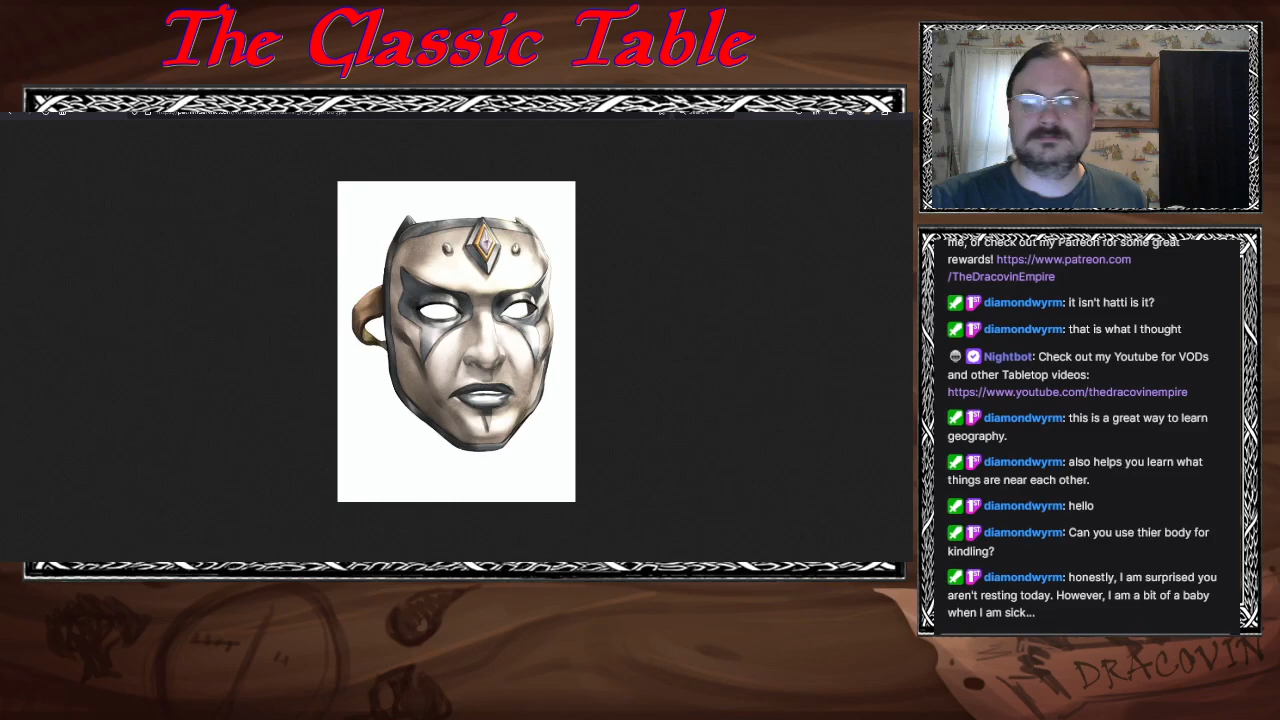 The Classic Table
me, or check out my Patreon for some great
rewards! https://www.patreon.com
/TheDracovinEmpire
diamondwyrm: it isn't hatti is it?
diamondwyrm: that is what I thought
Nightbot: Check out my Youtube for VODs
and other Tabletop videos:
https://www.youtube.com/thedracovinempire
diamondwyrm: this is a great way to learn
geography.
diamondwyrm: also helps you learn what
things are near each other.
diamondwyrm: hello
diamondwyrm: Can you use thier body for
kindling?
diamondwyrm: honestly, I am surprised you
aren't resting today. However, I am a bit of a baby
when I am sick...
DRACOVIN